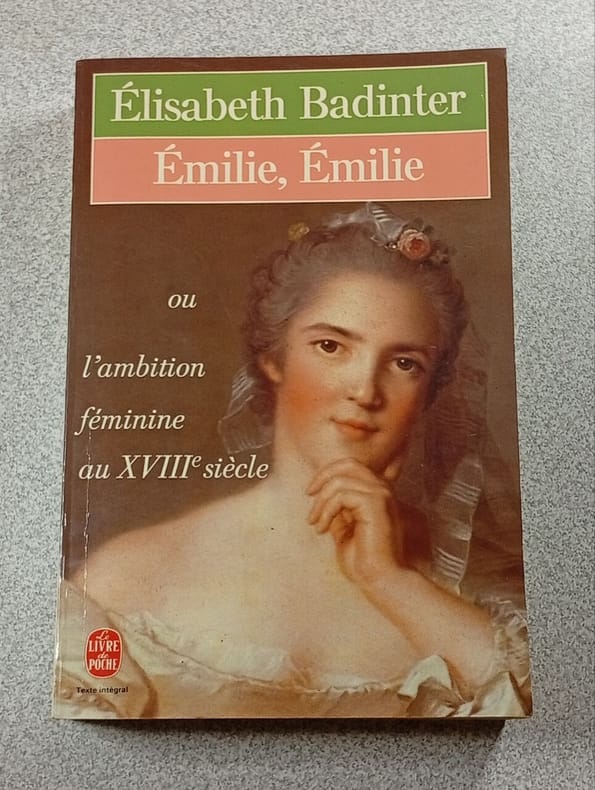 Élisabeth Badinter
Émilie, Émilie
ou
l'ambition
féminine
au XVIIIe siècle
Le
LIVRE
de
POCHE
Texte intégral